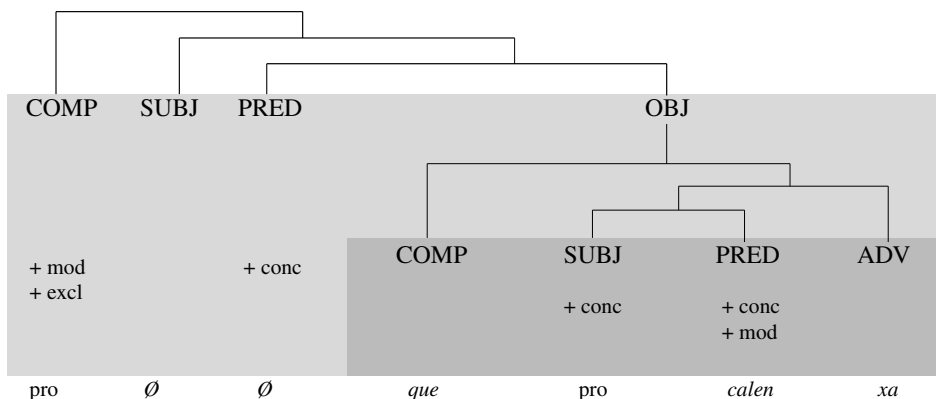 COMP SUBJ PRED OBJ
COMP SUBJ PRED ADV
+ mod + conc
+ excl
+ conc + conc
+ mod
pro Ø Ø que pro calen xa